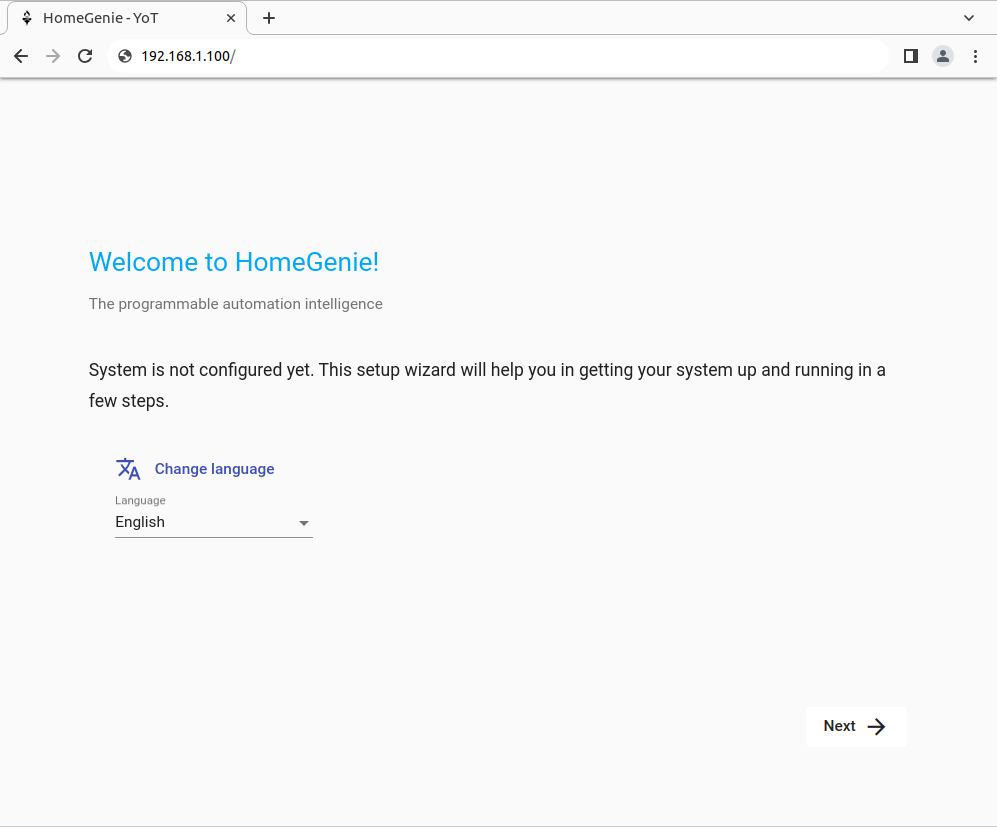 HomeGenie - YoT
192.168.1.100/
Welcome to HomeGenie!
The programmable automation intelligence
System is not configured yet. This setup wizard will help you in getting your system up and running in a
few steps.
Change language
Language
English
Next